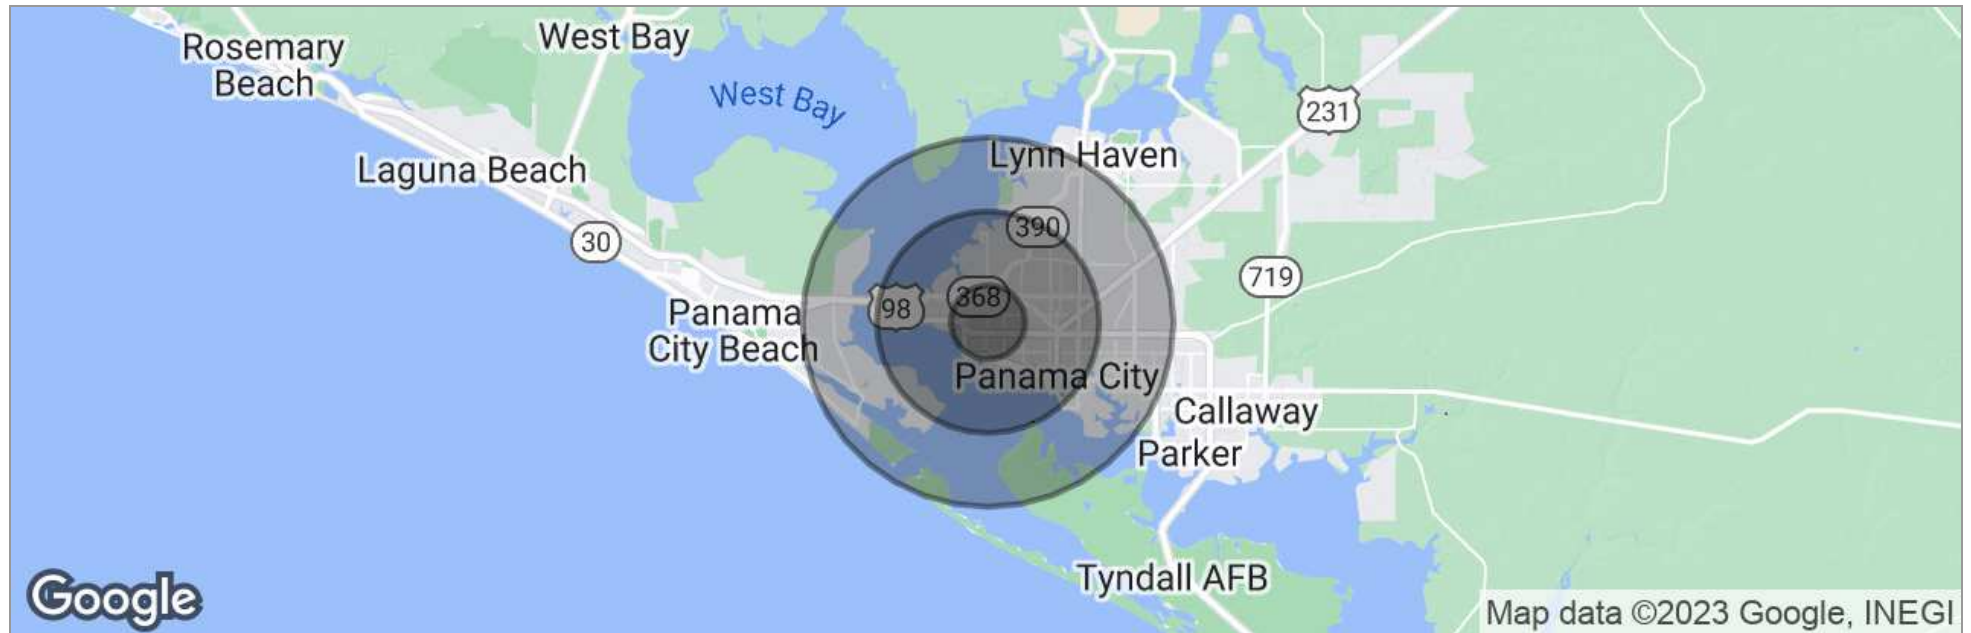 Rosemary
Beach
West Bay
West Bay
231
Lynn Haven
Laguna Beach
390
30
719
368
98
Panama
City Beach
Panama City
Callaway
Parker
Tyndall AFB
Google
Map data ©2023 Google, INEGI